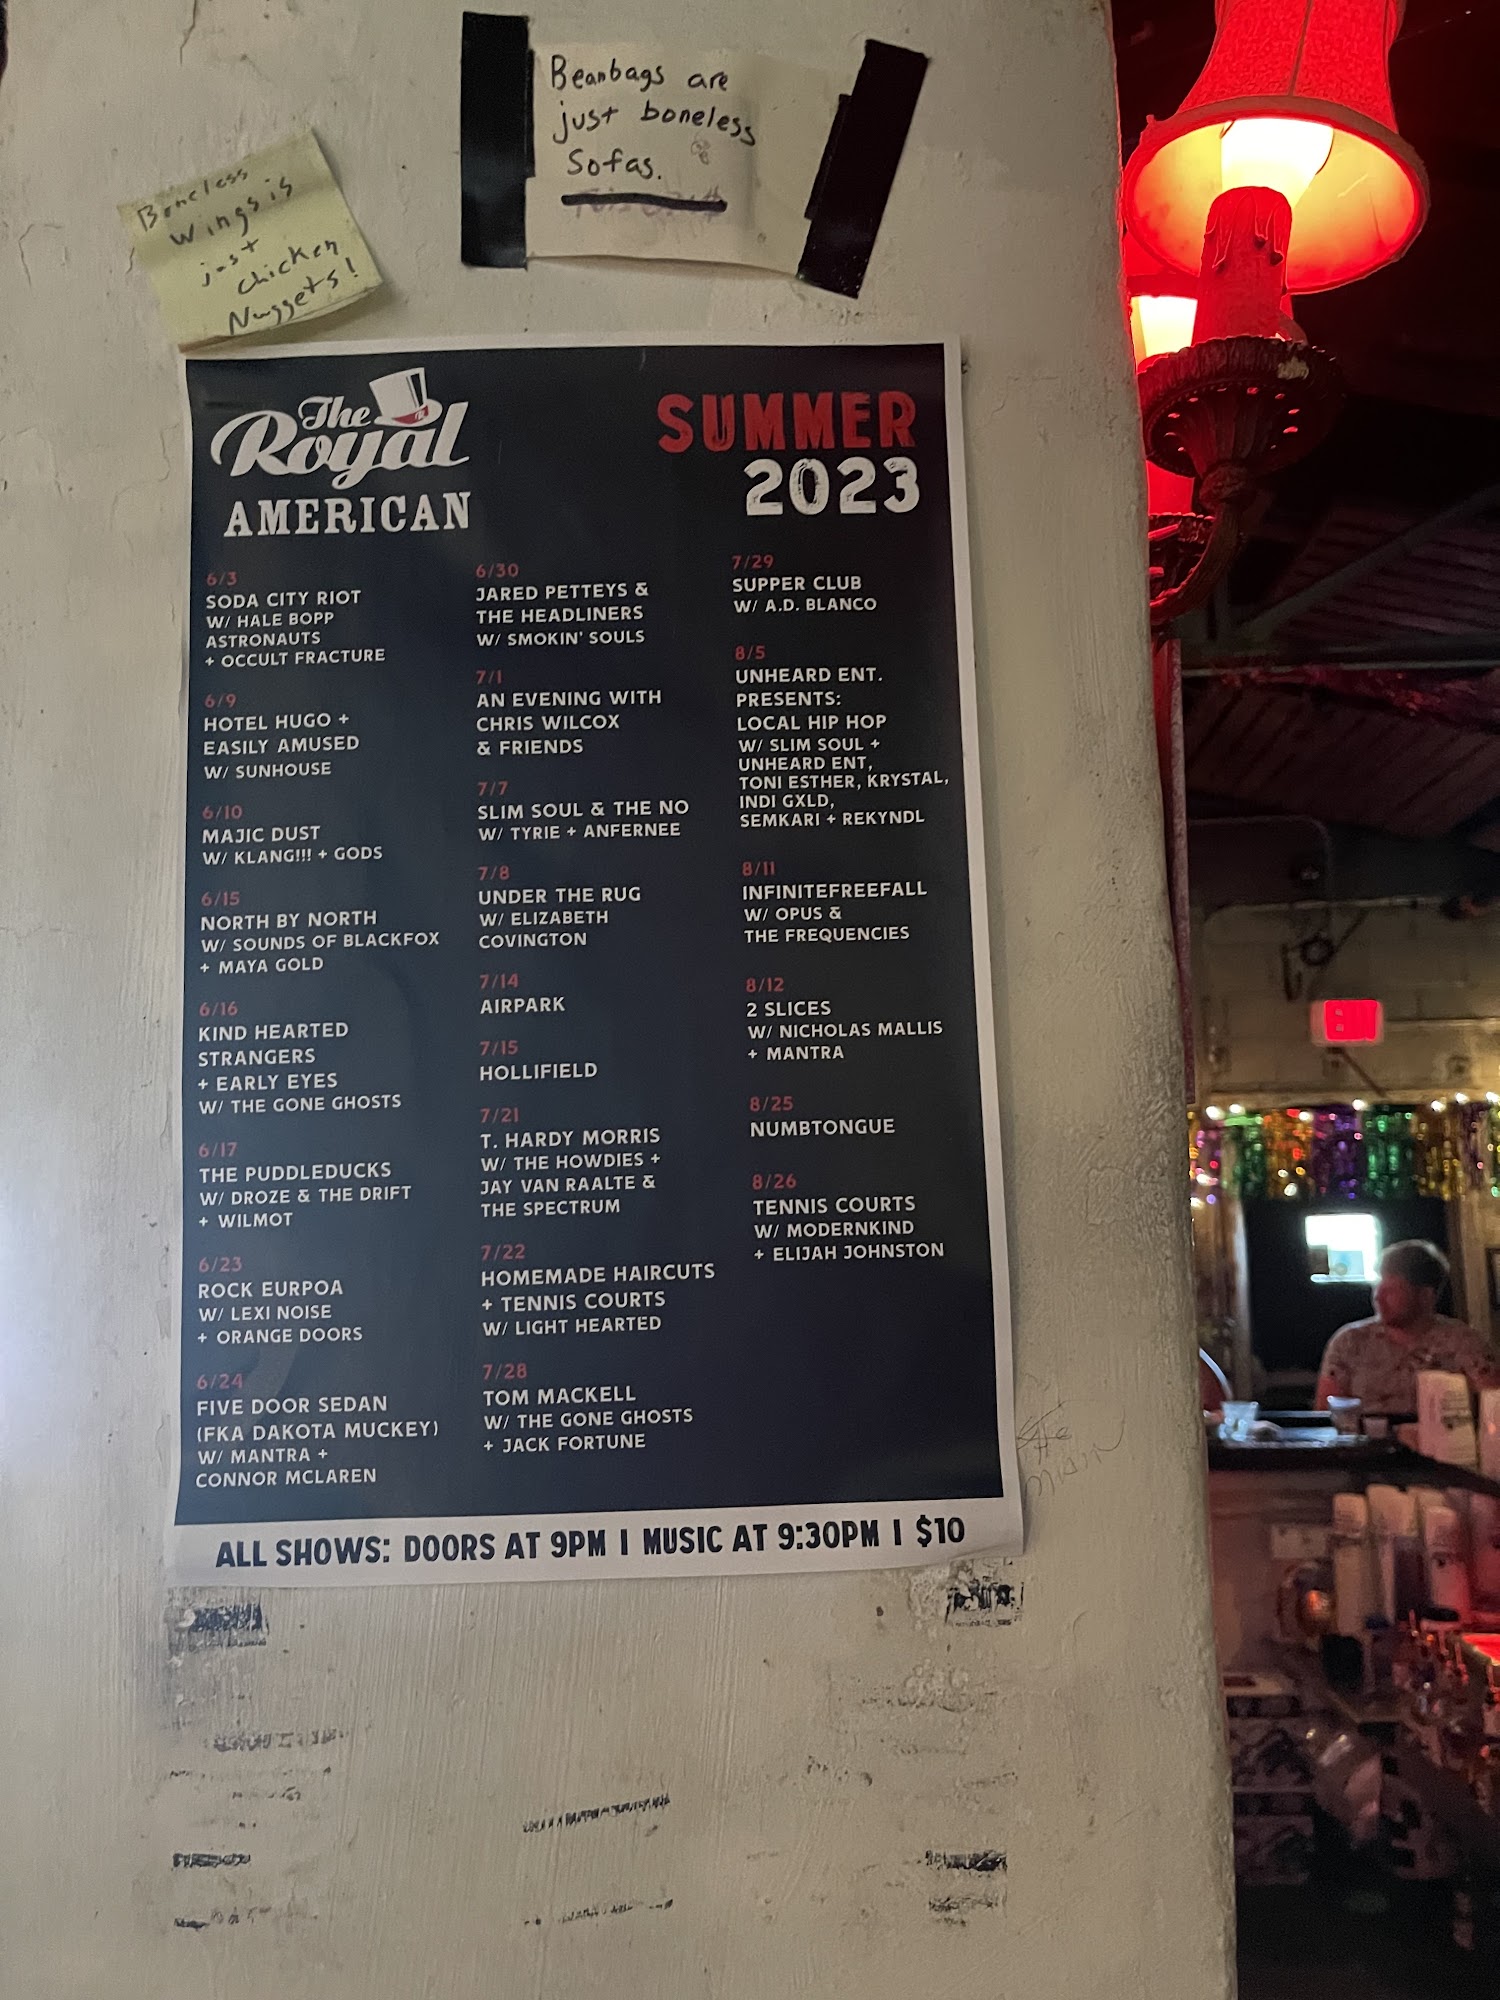 Beanbags are
just boneless
Sofas.
Boneless
Wings is
just
chicken
Nuggets!
The
Royal
AMERICAN
SUMMER
2023
6/3
SODA CITY RIOT
W/ HALE BOPP
ASTRONAUTS
+ OCCULT FRACTURE
6/9
HOTEL HUGO +
EASILY AMUSED
W/ SUNHOUSE
6/10
MAJIC DUST
W/ KLANG!!! + GODS
6/15
NORTH BY NORTH
W/ SOUNDS OF BLACKFOX
+ MAYA GOLD
6/16
KIND HEARTED
STRANGERS
+ EARLY EYES
W/ THE GONE GHOSTS
6/17
THE PUDDLEDUCKS
W/ DROZE & THE DRIFT
+ WILMOT
6/23
ROCK EURPOA
W/ LEXI NOISE
+ ORANGE DOORS
6/24
FIVE DOOR SEDAN
(FKA DAKOTA MUCKEY)
W/ MANTRA +
CONNOR MCLAREN
6/30
JARED PETTEYS &
THE HEADLINERS
W/ SMOKIN' SOULS
7/1
AN EVENING WITH
CHRIS WILCOX
& FRIENDS
7/7
SLIM SOUL & THE NO
W/ TYRIE + ANFERNEE
7/8
UNDER THE RUG
W/ ELIZABETH
COVINGTON
7/14
AIRPARK
7/15
HOLLIFIELD
7/21
T. HARDY MORRIS
W/ THE HOWDIES +
JAY VAN RAALTE &
THE SPECTRUM
7/22
HOMEMADE HAIRCUTS
+ TENNIS COURTS
W/ LIGHT HEARTED
7/28
TOM MACKELL
W/ THE GONE GHOSTS
+ JACK FORTUNE
7/29
SUPPER CLUB
W/ A.D. BLANCO
8/5
UNHEARD ENT.
PRESENTS:
LOCAL HIP HOP
W/ SLIM SOUL +
UNHEARD ENT,
TONI ESTHER, KRYSTAL,
INDI GXLD,
SEMKARI + REKYNDL
8/11
INFINITEFREEFALL
W/ OPUS &
THE FREQUENCIES
8/12
2 SLICES
W/ NICHOLAS MALLIS
+ MANTRA
8/25
NUMBTONGUE
8/26
TENNIS COURTS
W/ MODERNKIND
+ ELIJAH JOHNSTON
ALL SHOWS: DOORS AT 9PM | MUSIC AT 9:30PM | $10